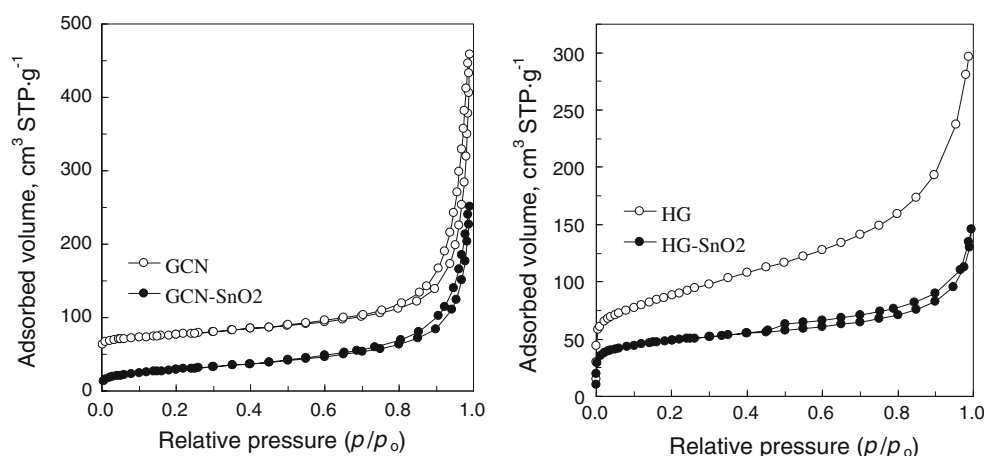 500
400
300
200
100
0
Adsorbed volume, cm³ STP·g⁻¹
GCN
GCN-SnO2
0.0 0.2 0.4 0.6 0.8 1.0
Relative pressure (p/pₒ)
300
250
200
150
100
50
0
Adsorbed volume, cm³ STP·g⁻¹
HG
HG-SnO2
0.0 0.2 0.4 0.6 0.8 1.0
Relative pressure (p/pₒ)